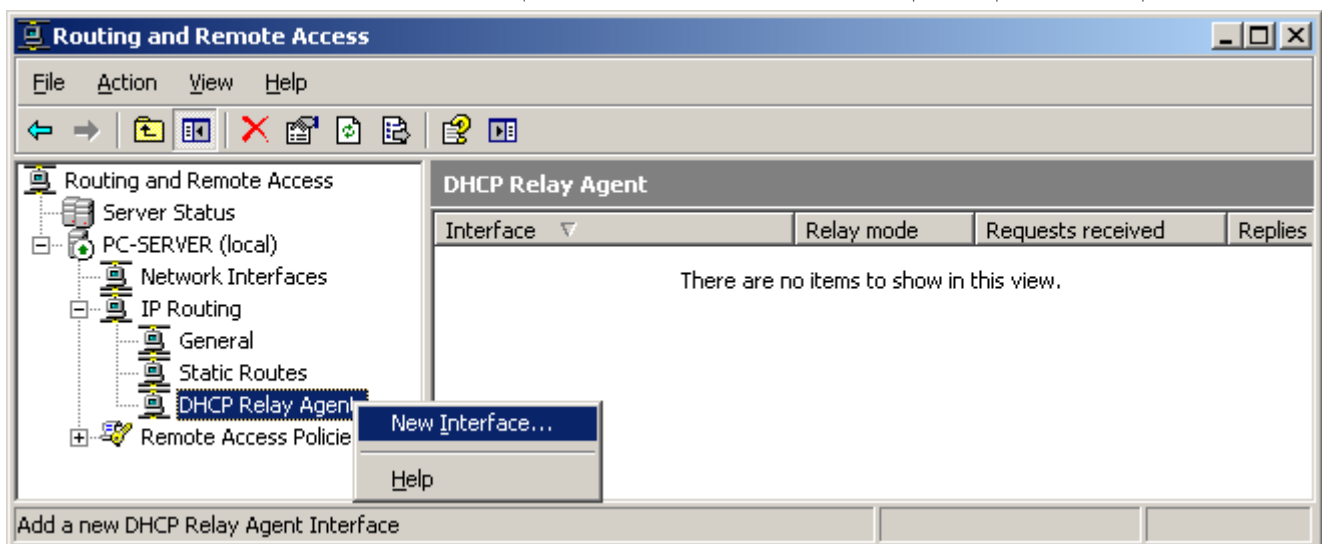 Routing and Remote Access
File Action View Help
Routing and Remote Access
Server Status
PC-SERVER (local)
Network Interfaces
IP Routing
General
Static Routes
DHCP Relay Agent
Remote Access Policie
New Interface...
Help
DHCP Relay Agent
Interface Relay mode Requests received Replies
There are no items to show in this view.
Add a new DHCP Relay Agent Interface